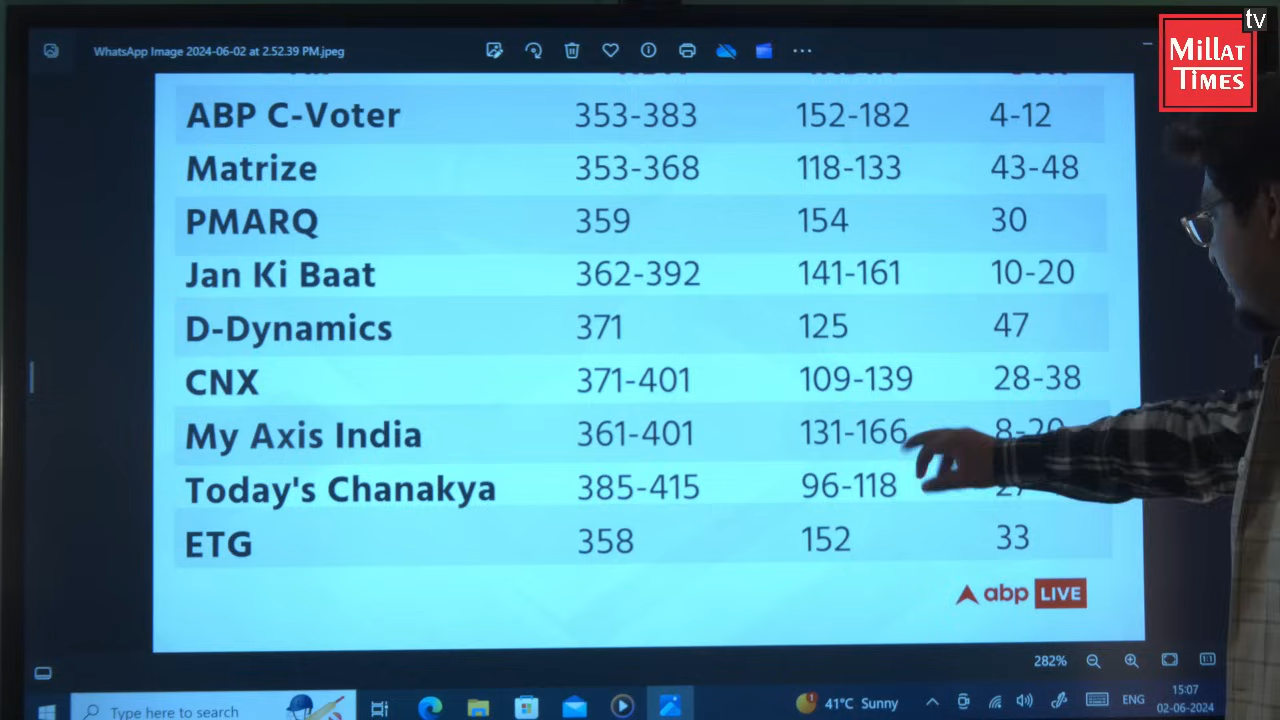 tv
MILLAT
TIMES
WhatsApp Image 2024-06-02 at 2.52.39 PM.jpeg
ABP C-Voter 353-383 152-182 4-12
Matrize 353-368 118-133 43-48
PMARQ 359 154 30
Jan Ki Baat 362-392 141-161 10-20
D-Dynamics 371 125 47
CNX 371-401 109-139 28-38
My Axis India 361-401 131-166 8-20
Today's Chanakya 385-415 96-118
ETG 358 152 33
abp LIVE
282%
Type here to search
41°C Sunny
ENG
15:07
02-06-2024